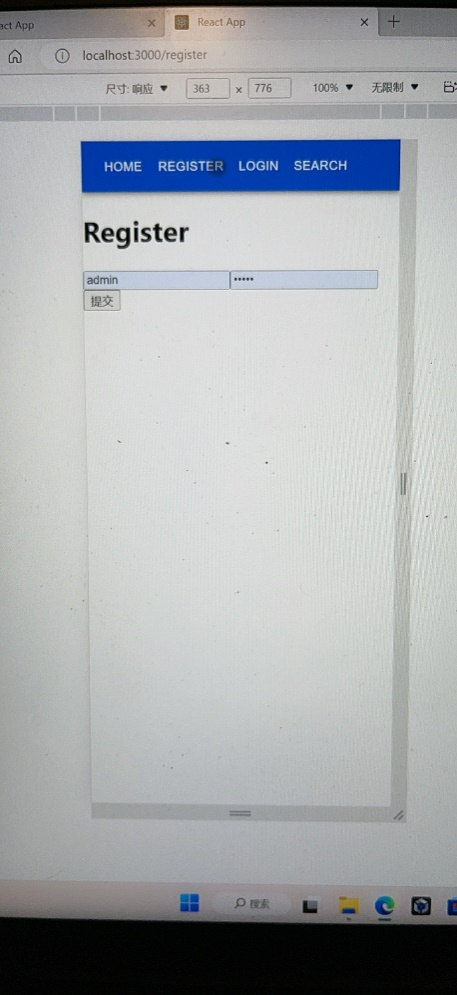 act App
React App
localhost:3000/register
尺寸: 响应 ▼ 363 x 776 100% ▼ 无限制 ▼
HOME REGISTER LOGIN SEARCH
Register
admin •••••
提交
搜索